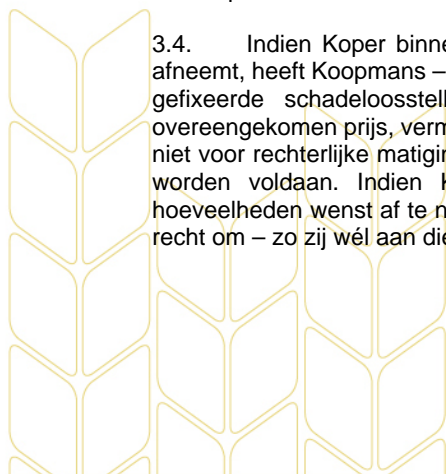 3.4. Indien Koper binne
afneemt, heeft Koopmans –
gefixeerde schadeloosstell
overeengekomen prijs, verm
niet voor rechterlijke matigin
worden voldaan. Indien K
hoeveelheden wenst af te n
recht om – zo zij wél aan die